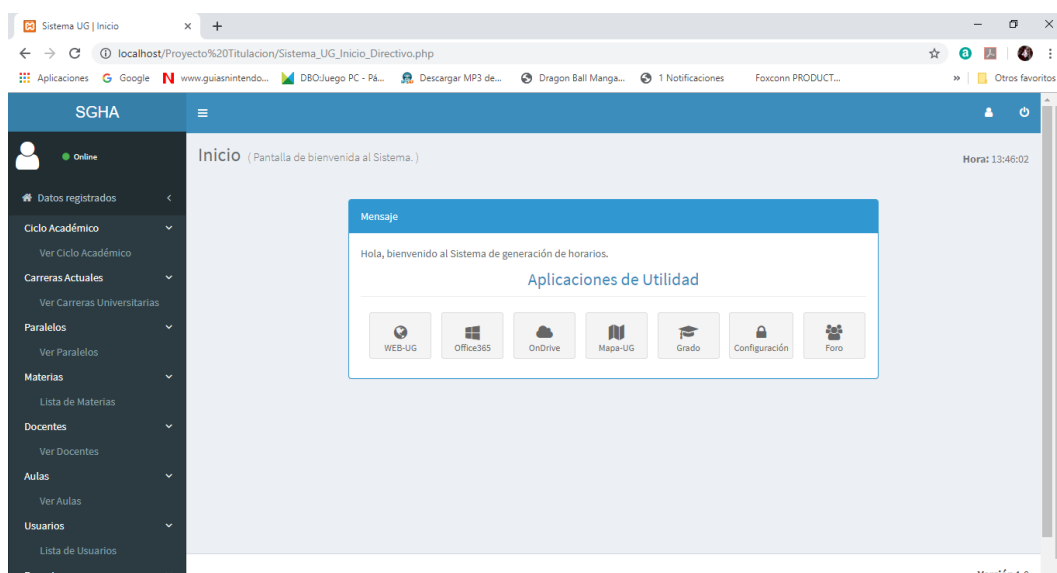 Sistema UG | Inicio
localhost/Proyecto%20Titulacion/Sistema_UG_Inicio_Directivo.php
Aplicaciones G Google N www.guiasnintendo... DBO:Juego PC - Pá... Descargar MP3 de... Dragon Ball Manga... 1 Notificaciones Foxconn PRODUCT... » Otros favoritos
SGHA
Online
Inicio ( Pantalla de bienvenida al Sistema. )
Hora: 13:46:02
Datos registrados
Ciclo Académico
Ver Ciclo Académico
Carreras Actuales
Ver Carreras Universitarias
Paralelos
Ver Paralelos
Materias
Lista de Materias
Docentes
Ver Docentes
Aulas
Ver Aulas
Usuarios
Lista de Usuarios
Mensaje
Hola, bienvenido al Sistema de generación de horarios.
Aplicaciones de Utilidad
WEB-UG Office365 OnDrive Mapa-UG Grado Configuración Foro